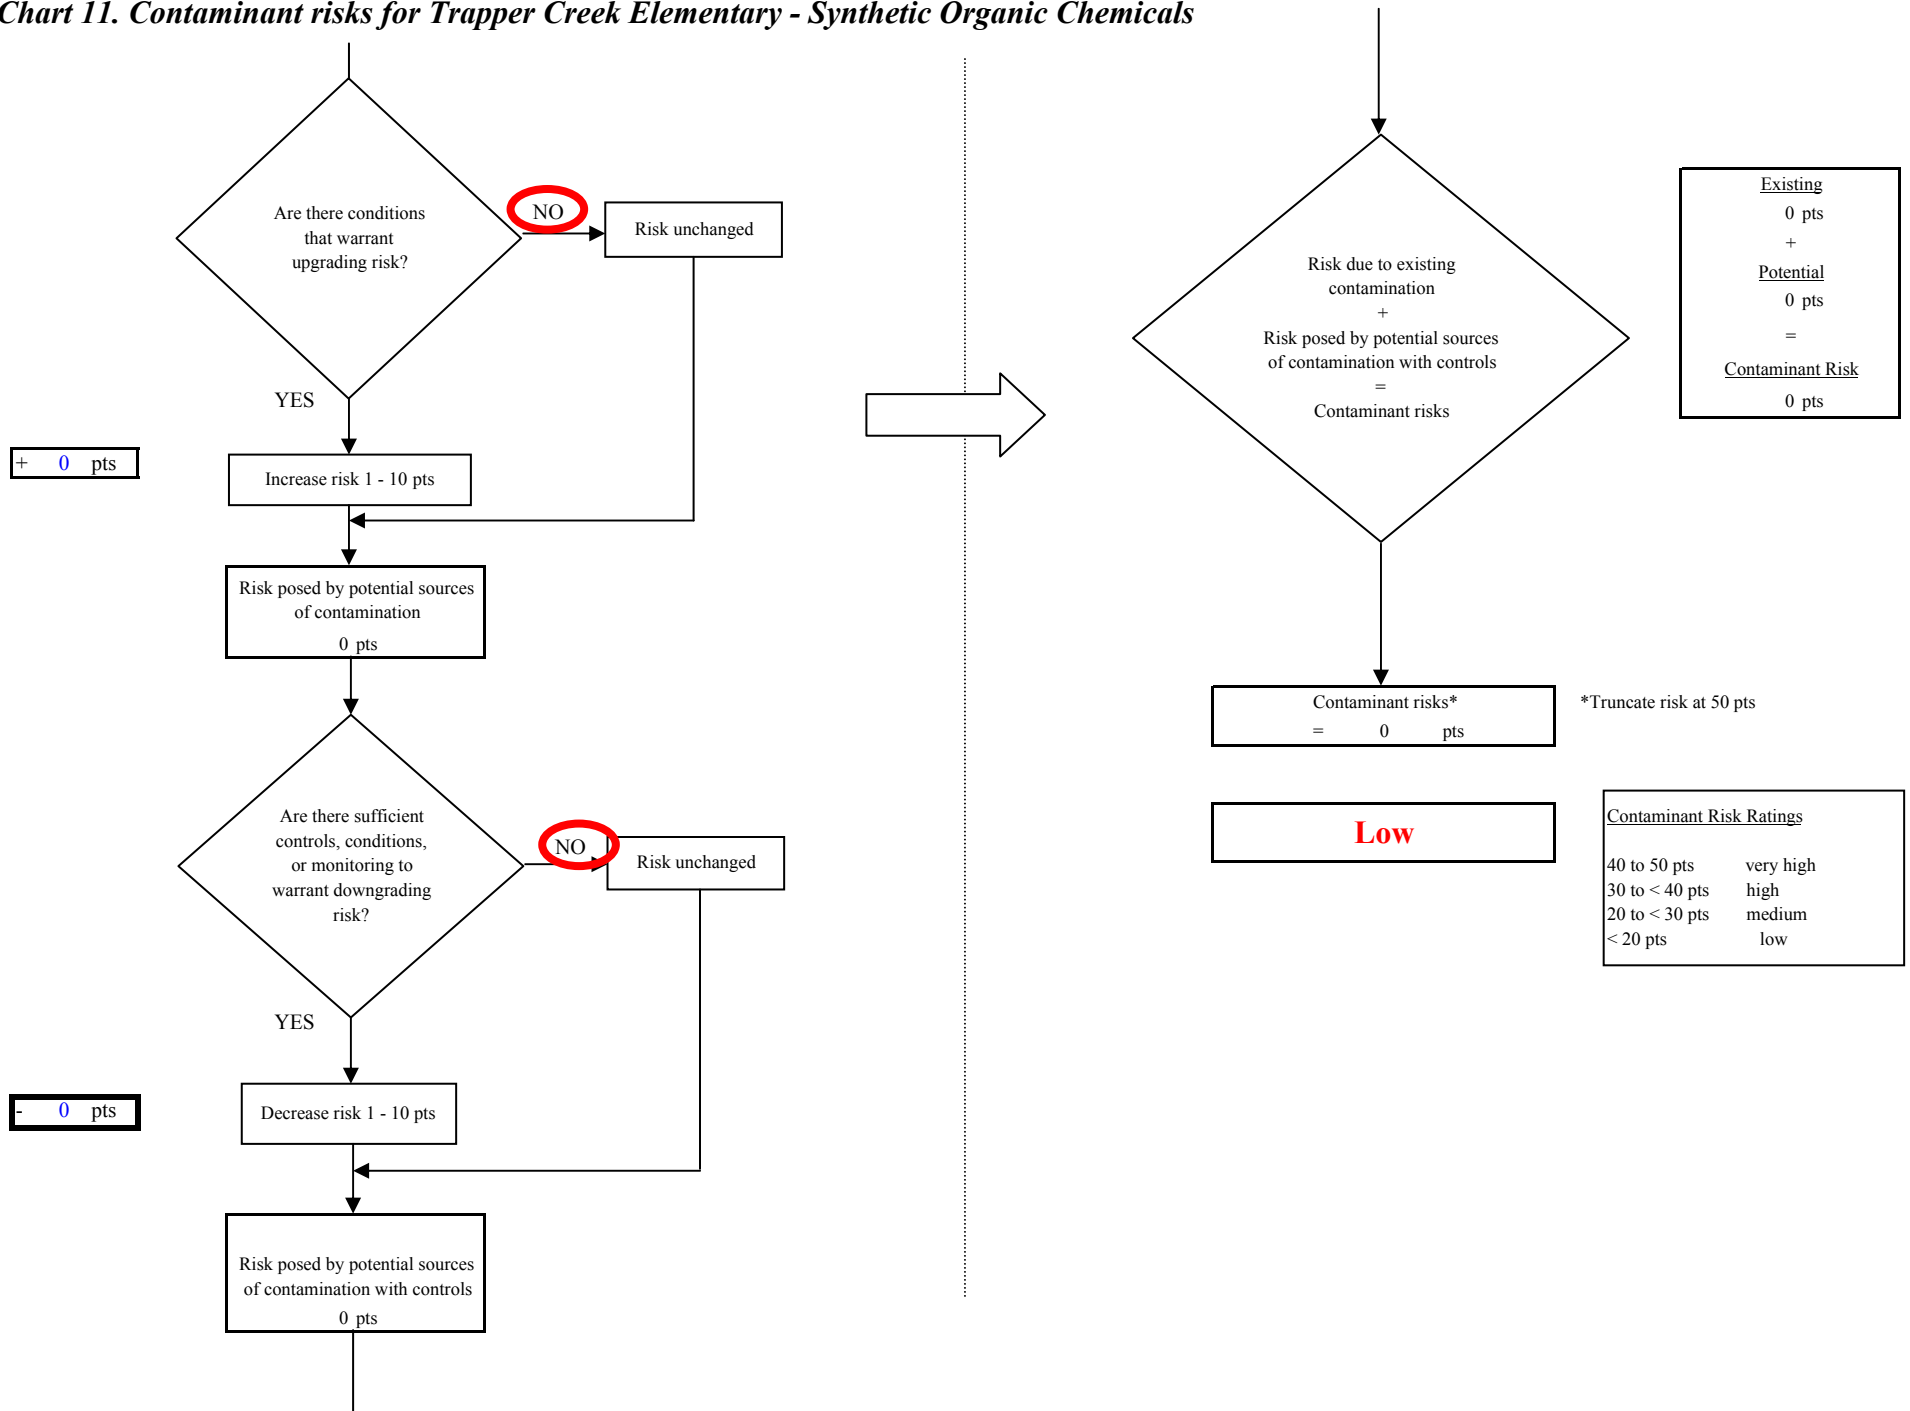 Chart 11. Contaminant risks for Trapper Creek Elementary - Synthetic Organic Chemicals
Are there conditions
that warrant
upgrading risk?
NO
Risk unchanged
YES
+ 0 pts
Increase risk 1 - 10 pts
Risk posed by potential sources
of contamination
0 pts
Are there sufficient
controls, conditions,
or monitoring to
warrant downgrading
risk?
NO
Risk unchanged
YES
- 0 pts
Decrease risk 1 - 10 pts
Risk posed by potential sources
of contamination with controls
0 pts
Risk due to existing
contamination
+
Risk posed by potential sources
of contamination with controls
=
Contaminant risks
Existing
0 pts
+
Potential
0 pts
=
Contaminant Risk
0 pts
Contaminant risks*
= 0 pts
*Truncate risk at 50 pts
Low
Contaminant Risk Ratings
40 to 50 pts very high
30 to < 40 pts high
20 to < 30 pts medium
< 20 pts low